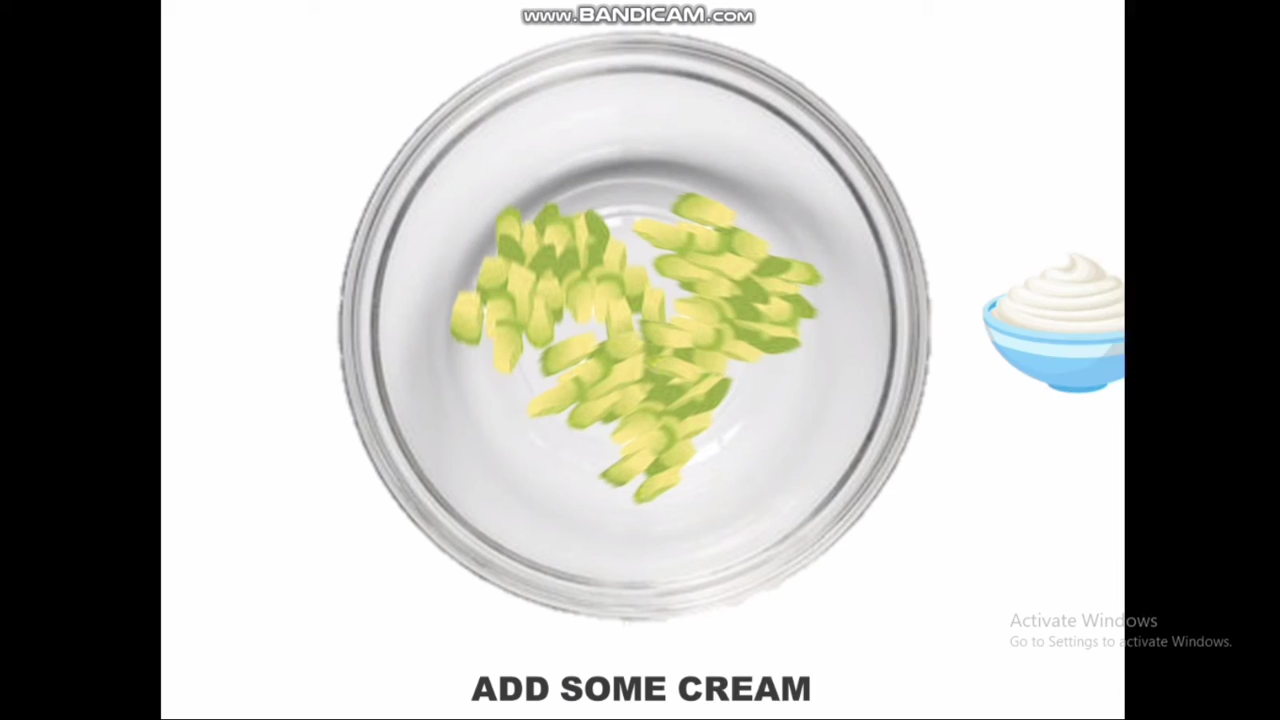 www.BANDICAM.com
Activate Windows
Go to Settings to activate Windows.
ADD SOME CREAM